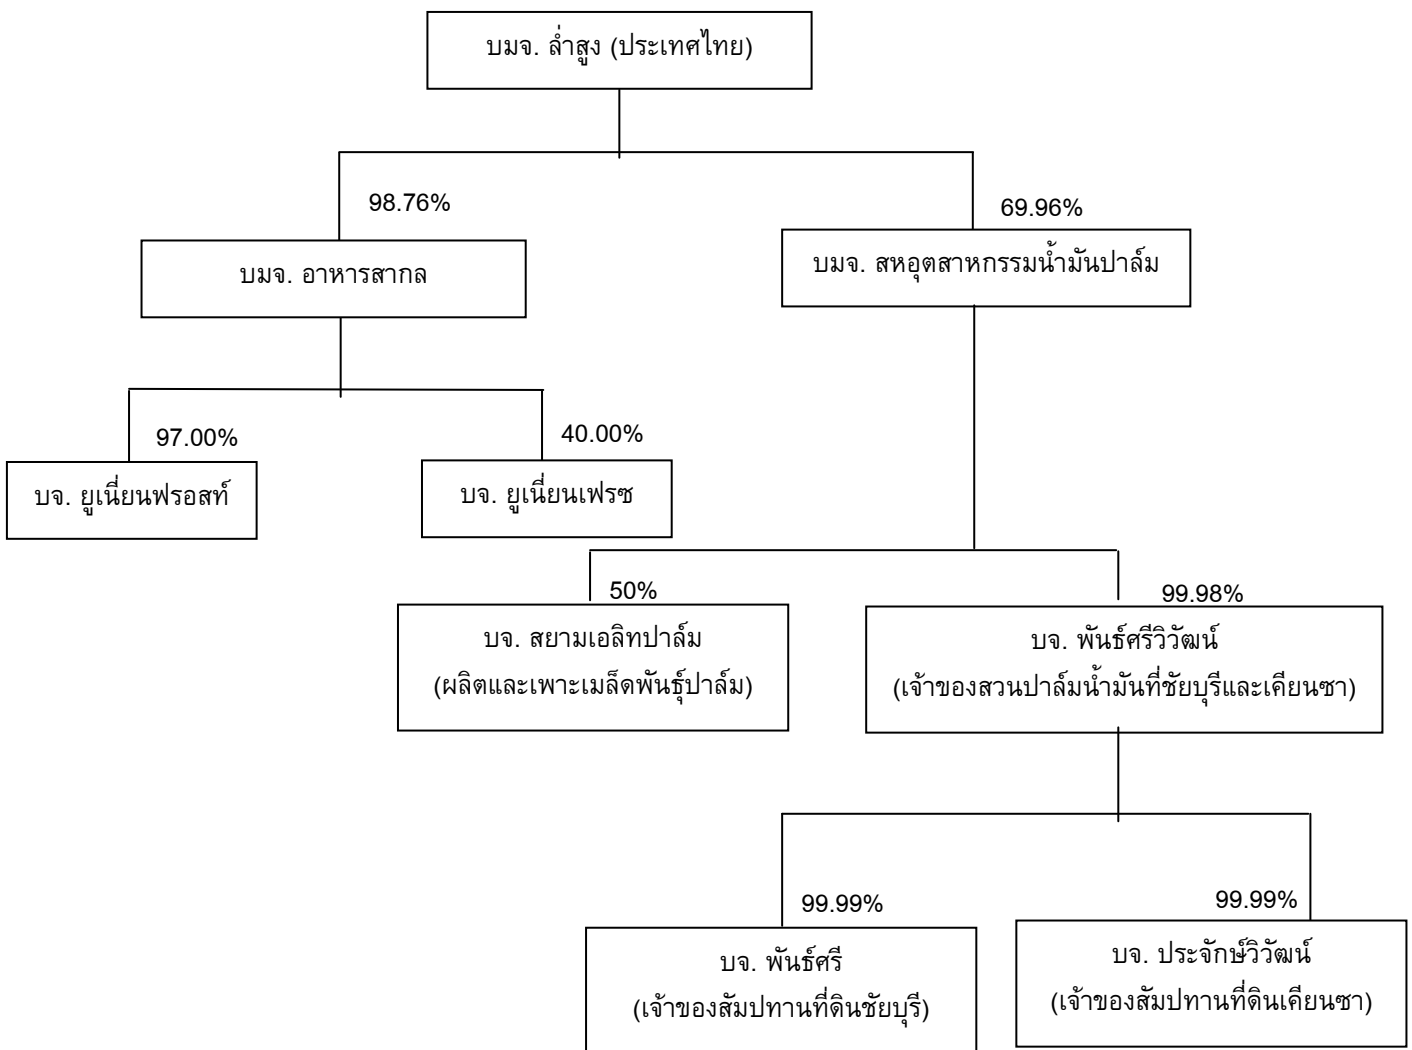 บมจ. ล่ำสูง (ประเทศไทย)
98.76%
69.96%
บมจ. อาหารสากล
บมจ. สหอุตสาหกรรมน้ำมันปาล์ม
97.00%
40.00%
บจ. ยูเนี่ยนฟรอสท์
บจ. ยูเนี่ยนเฟรช
50%
99.98%
บจ. สยามเอลิทปาล์ม
(ผลิตและเพาะเมล็ดพันธุ์ปาล์ม)
บจ. พันธ์ศรีวิวัฒน์
(เจ้าของสวนปาล์มน้ำมันที่ชัยบุรีและเคียนซา)
99.99%
99.99%
บจ. พันธ์ศรี
(เจ้าของสัมปทานที่ดินชัยบุรี)
บจ. ประจักษ์วิวัฒน์
(เจ้าของสัมปทานที่ดินเคียนซา)